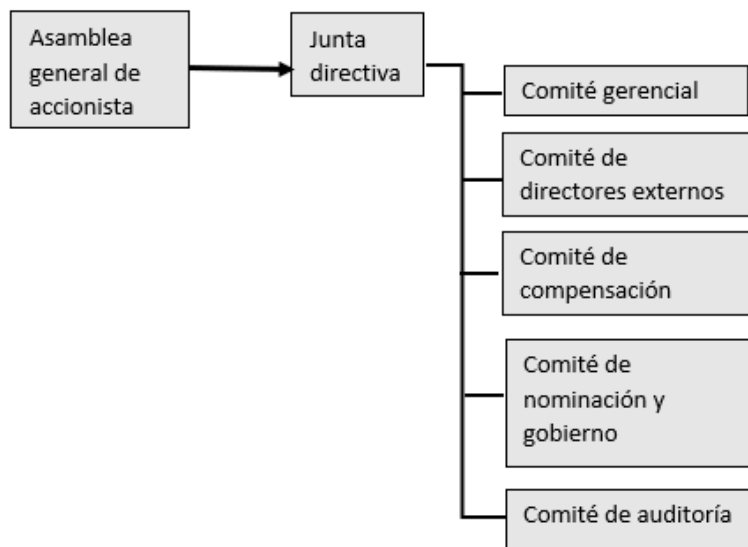 Asamblea
general de
accionista
Junta
directiva
Comité gerencial
Comité de
directores externos
Comité de
compensación
Comité de
nominación y
gobierno
Comité de auditoría